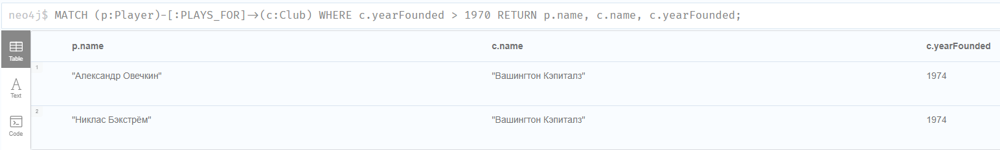 neo4j$ MATCH (p:Player)-[:PLAYS_FOR]->(c:Club) WHERE c.yearFounded > 1970 RETURN p.name, c.name, c.yearFounded;
p.name c.name c.yearFounded
Table
1
"Александр Овечкин" "Вашингтон Кэпиталз" 1974
Text
2
"Никлас Бэкстрём" "Вашингтон Кэпиталз" 1974
Code